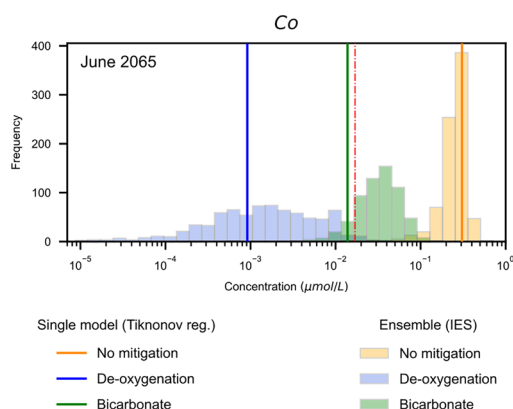 Co
June 2065
400
300
200
100
0
Frequency
10⁻⁵ 10⁻⁴ 10⁻³ 10⁻² 10⁻¹ 10⁰
Concentration (μmol/L)
Single model (Tiknonov reg.)
No mitigation
De-oxygenation
Bicarbonate
Ensemble (IES)
No mitigation
De-oxygenation
Bicarbonate